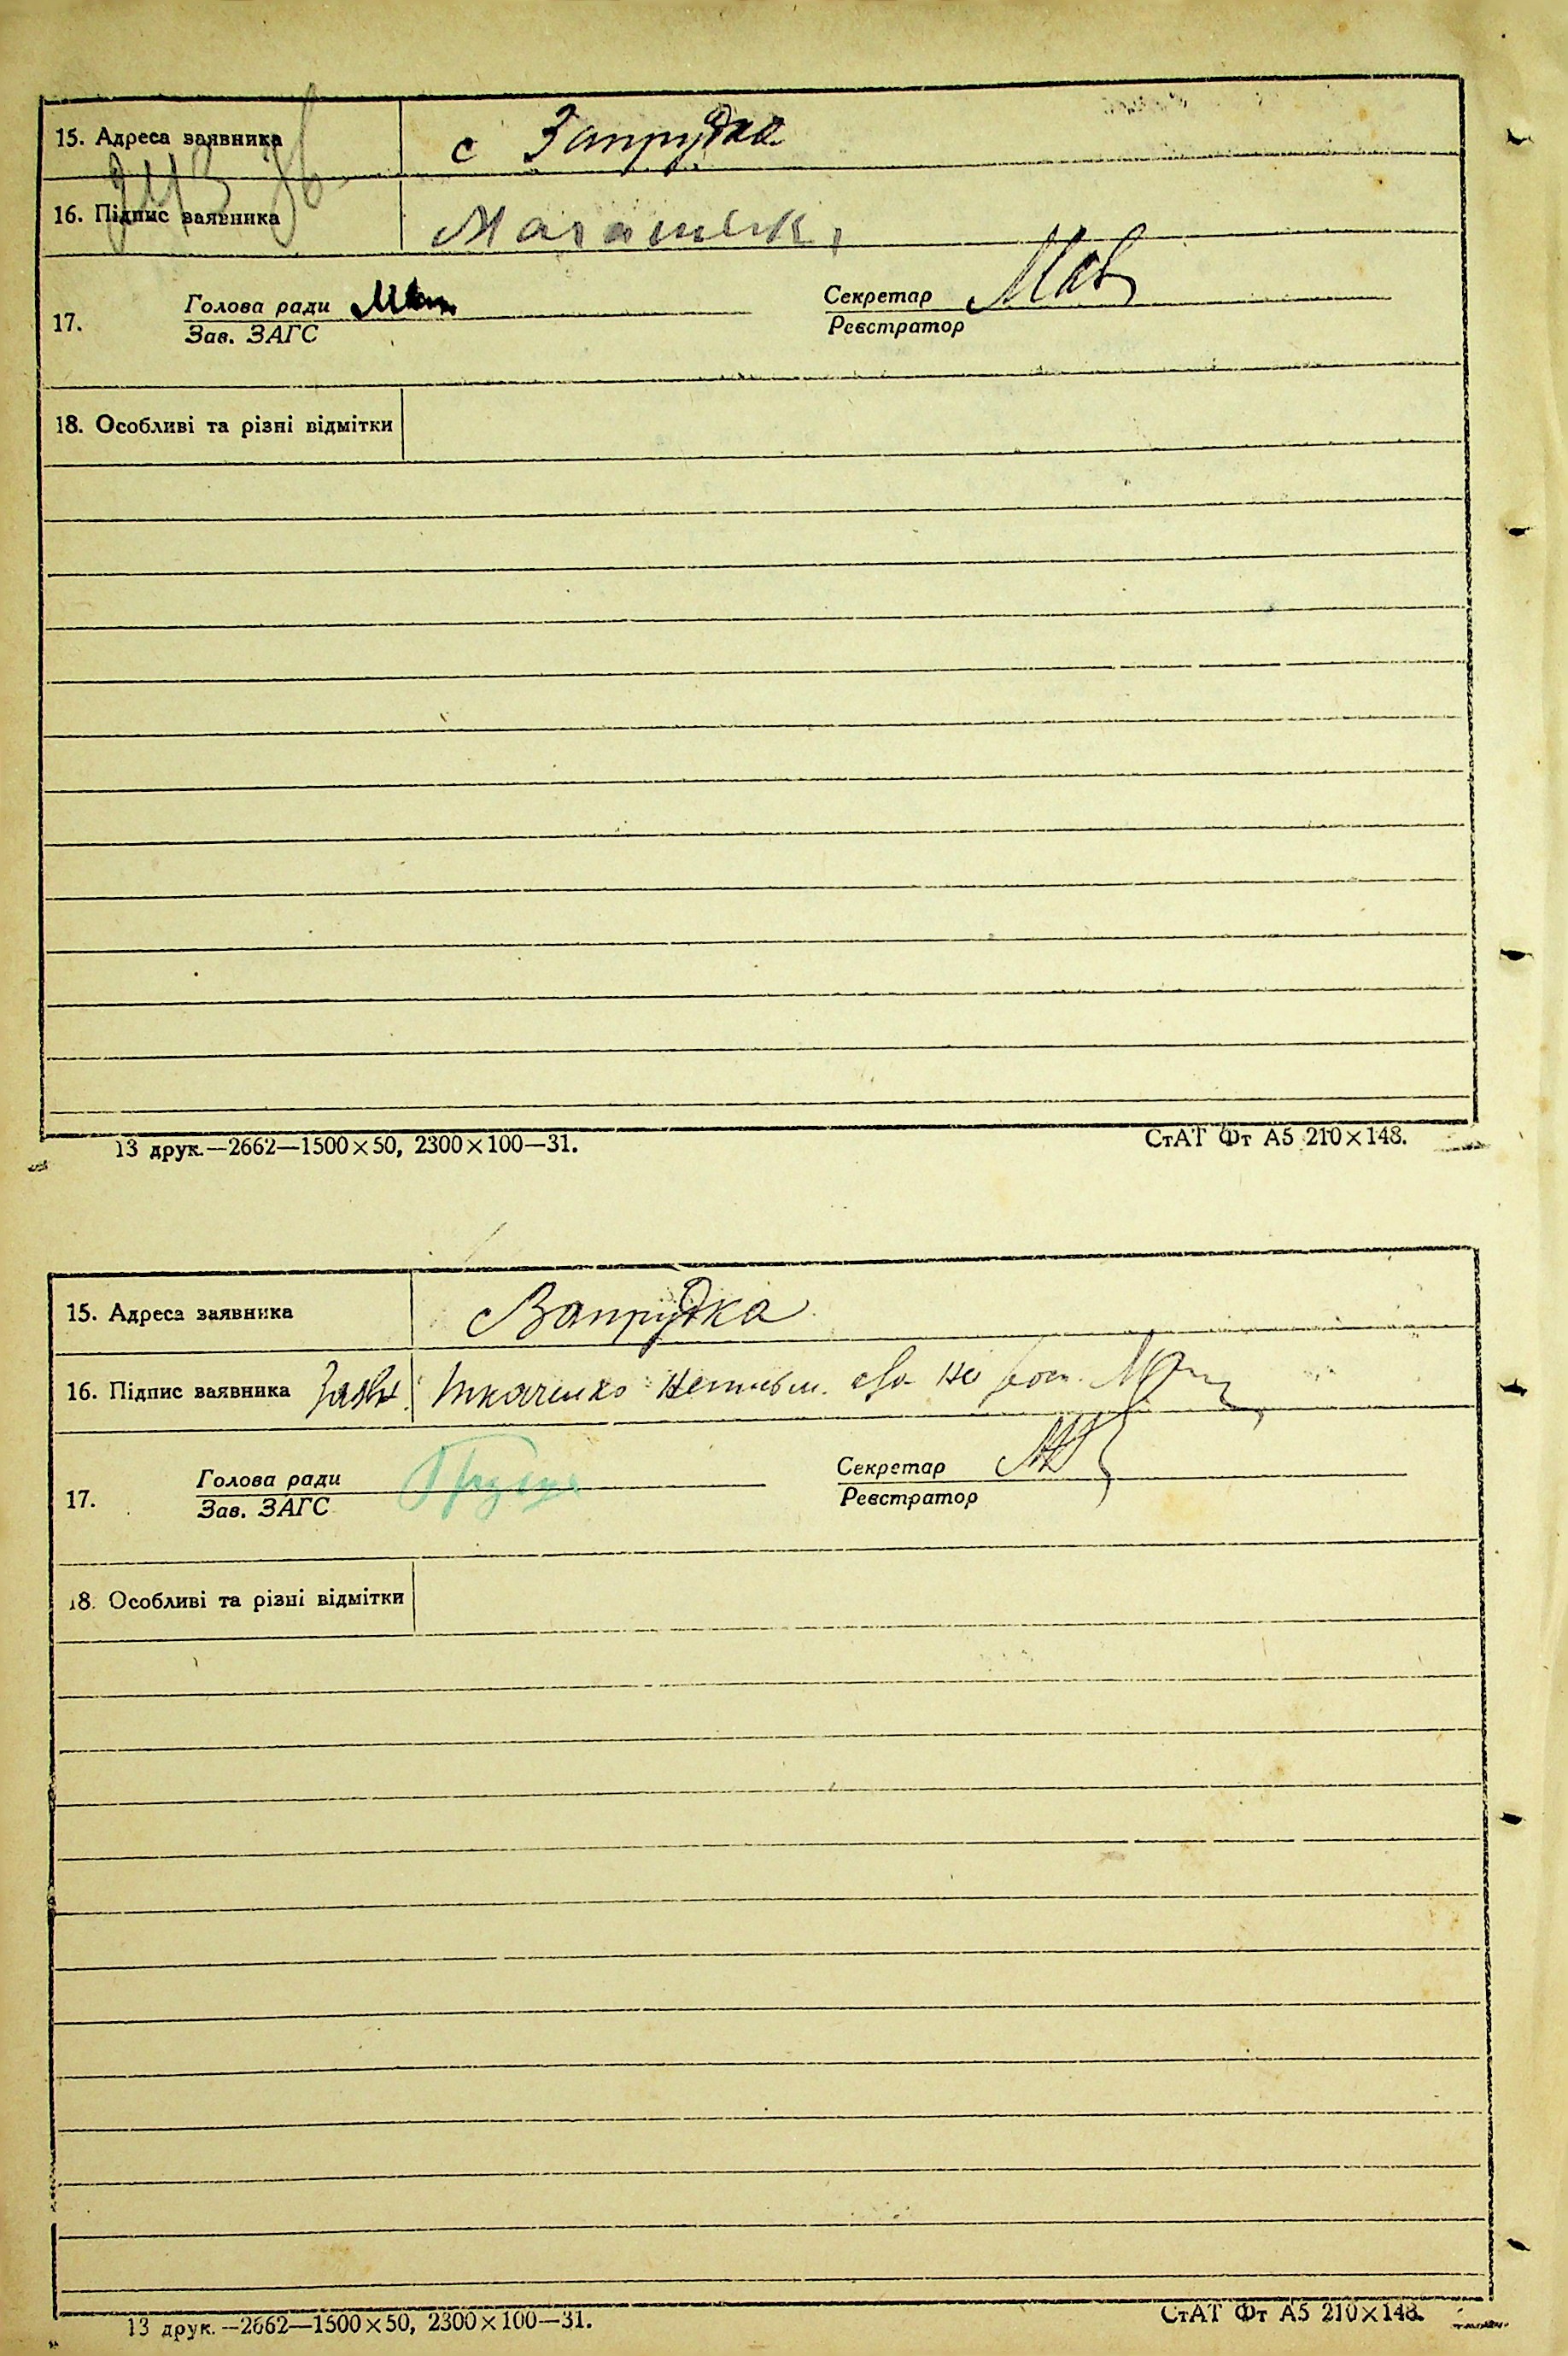 15. Адреса заявника с Запрудка
16. Підпис заявника
17. Голова ради Секретар
Зав. ЗАГС Реєстратор
18. Особливі та різні відмітки
13 друк.—2662—1500×50, 2300×100—31. СтАТ Фт А5 210×148.
15. Адреса заявника с Запрудка
16. Підпис заявника Заяв. Ткаченко
17. Голова ради Секретар
Зав. ЗАГС Реєстратор
18. Особливі та різні відмітки
13 друк.—2662—1500×50, 2300×100—31. СтАТ Фт А5 210×148.